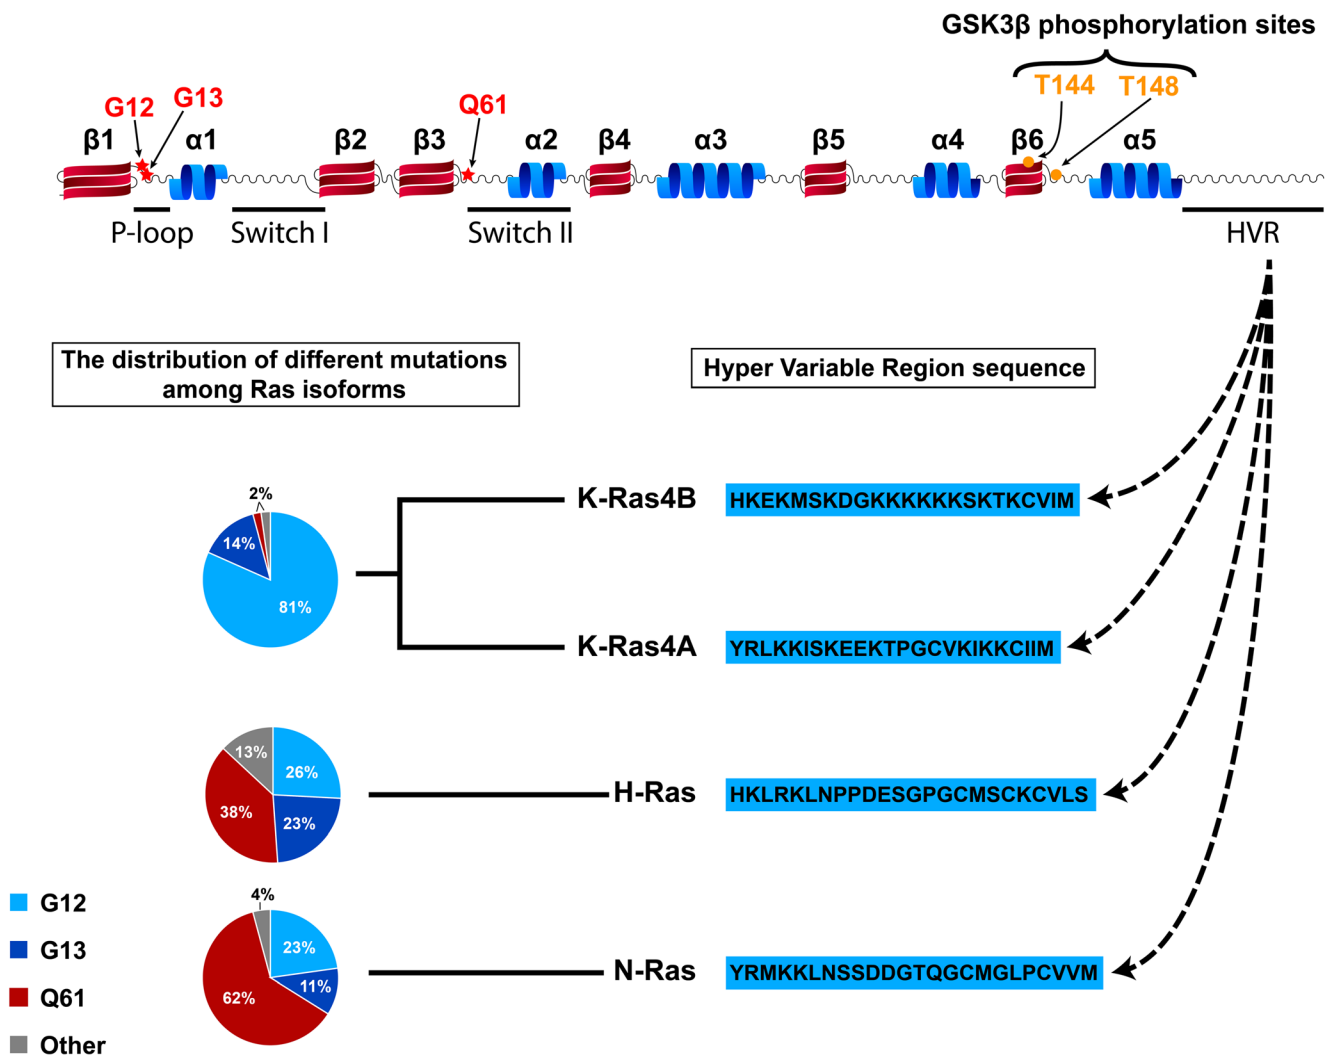 GSK3β phosphorylation sites
T144 T148
G12 G13 Q61
β1 α1 β2 β3 α2 β4 α3 β5 α4 β6 α5
P-loop Switch I Switch II HVR
The distribution of different mutations
among Ras isoforms
Hyper Variable Region sequence
2%
14%
81%
K-Ras4B HKEKMSKDGKKKKKKSKTKCVIM
K-Ras4A YRLKKISKEEKTPGCVKIKKCIIM
13%
26%
38%
23%
H-Ras HKLRKLNPPDESGPGCMSCKCVLS
4%
23%
11%
62%
N-Ras YRMKKLNSSDDGTQGCMGLPCVVM
G12
G13
Q61
Other